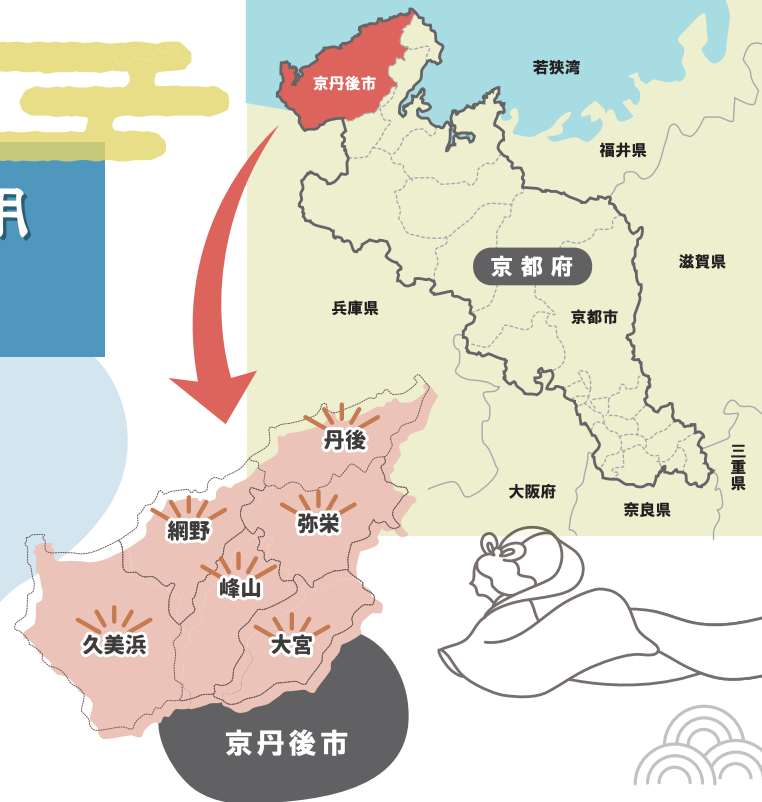 京丹後市
若狭湾
福井県
滋賀県
京都府
兵庫県
京都市
三重県
大阪府
奈良県
丹後
網野
弥栄
峰山
久美浜
大宮
京丹後市